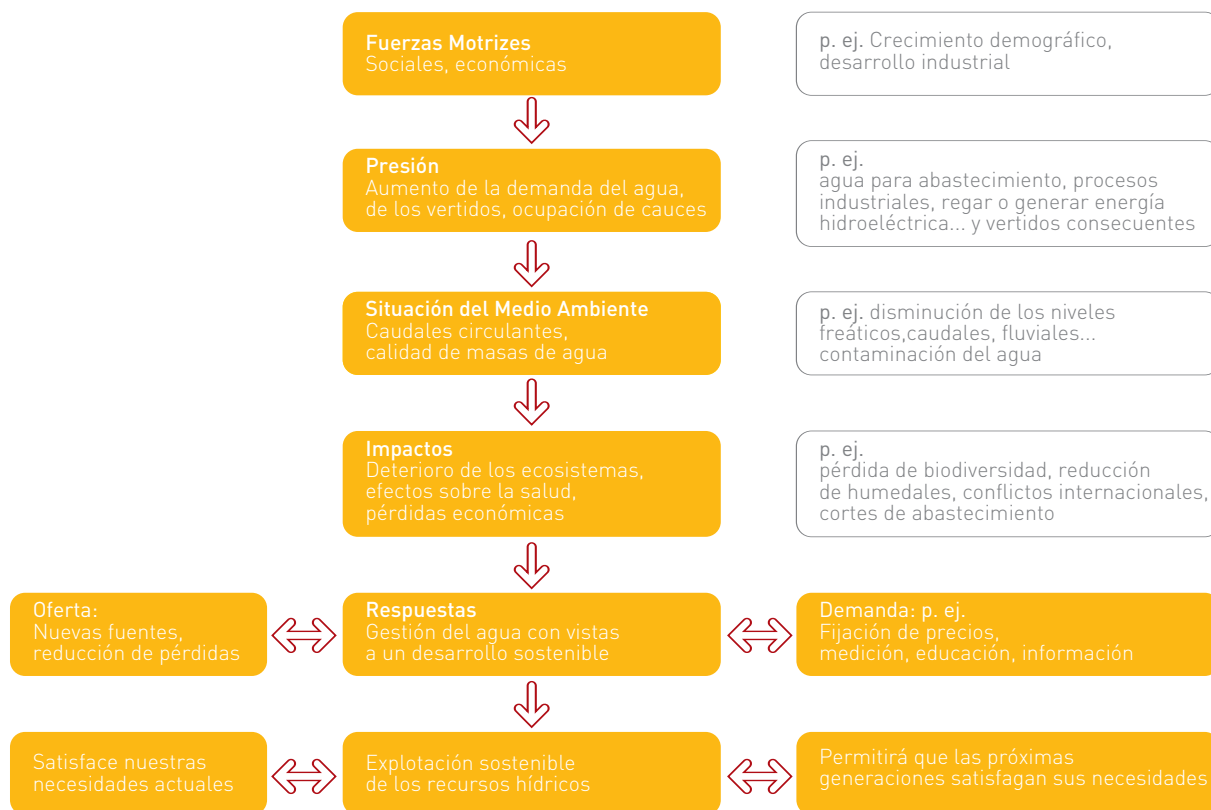 Fuerzas Motrizes
Sociales, económicas
p. ej. Crecimiento demográfico,
desarrollo industrial
Presión
Aumento de la demanda del agua,
de los vertidos, ocupación de cauces
p. ej.
agua para abastecimiento, procesos
industriales, regar o generar energía
hidroeléctrica... y vertidos consecuentes
Situación del Medio Ambiente
Caudales circulantes,
calidad de masas de agua
p. ej. disminución de los niveles
freáticos,caudales, fluviales...
contaminación del agua
Impactos
Deterioro de los ecosistemas,
efectos sobre la salud,
pérdidas económicas
p. ej.
pérdida de biodiversidad, reducción
de humedales, conflictos internacionales,
cortes de abastecimiento
Oferta:
Nuevas fuentes,
reducción de pérdidas
Respuestas
Gestión del agua con vistas
a un desarrollo sostenible
Demanda: p. ej.
Fijación de precios,
medición, educación, información
Satisface nuestras
necesidades actuales
Explotación sostenible
de los recursos hídricos
Permitirá que las próximas
generaciones satisfagan sus necesidades